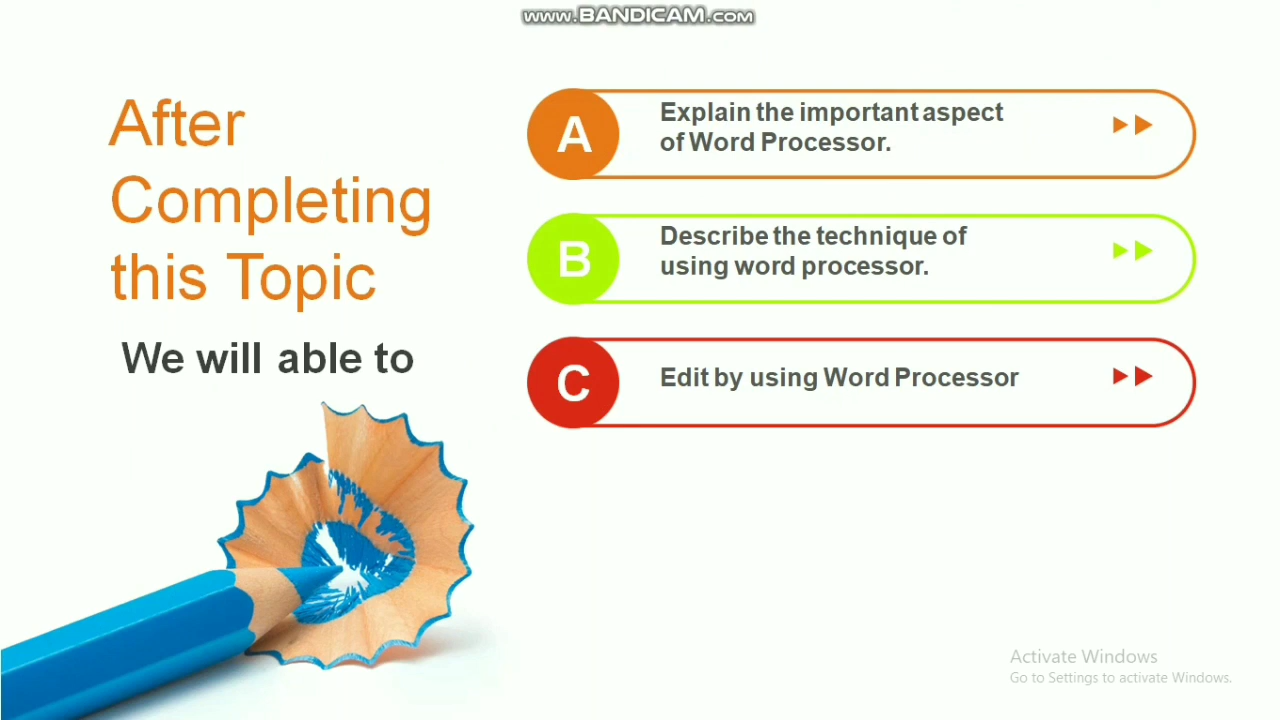 www.BANDICAM.com
After
Completing
this Topic
We will able to
A
Explain the important aspect
of Word Processor.
B
Describe the technique of
using word processor.
C
Edit by using Word Processor
Activate Windows
Go to Settings to activate Windows.